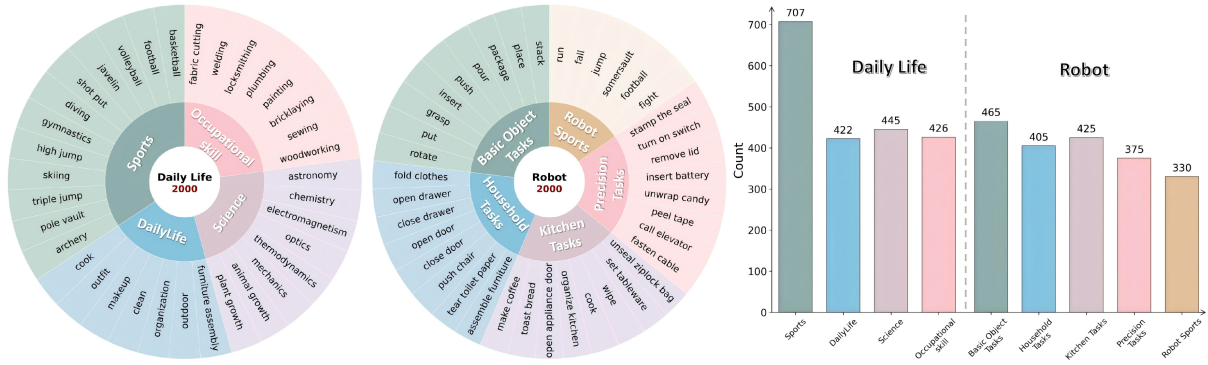 basketball
football
volleyball
javelin
shot put
diving
gymnastics
high jump
skiing
triple jump
pole vault
archery
cook
outfit
makeup
clean
organization
outdoor
furniture assembly
plant growth
animal growth
mechanics
thermodynamics
optics
electromagnetism
chemistry
astronomy
woodworking
sewing
bricklaying
painting
plumbing
locksmithing
welding
fabric cutting
Sports
Occupational
skill
Science
DailyLife
Daily Life
2000
stack
place
package
pour
push
insert
grasp
put
rotate
fold clothes
open drawer
close drawer
open door
close door
push chair
tear toilet paper
assemble furniture
make coffee
toast bread
open appliance door
organize kitchen
cook
wipe
set tableware
unseal ziplock bag
fasten cable
call elevator
peel tape
unwrap candy
insert battery
remove lid
turn on switch
stamp the seal
fight
football
somersault
jump
fall
run
Basic Object
Tasks
Robot
Sports
Precision
Tasks
Kitchen
Tasks
Household
Tasks
Robot
2000
Count
700
600
500
400
300
200
100
0
Daily Life
Robot
707
422
445
426
465
405
425
375
330
Sports
DailyLife
Science
Occupational
skill
Basic Object
Tasks
Household
Tasks
Kitchen Tasks
Precision
Tasks
Robot Sports